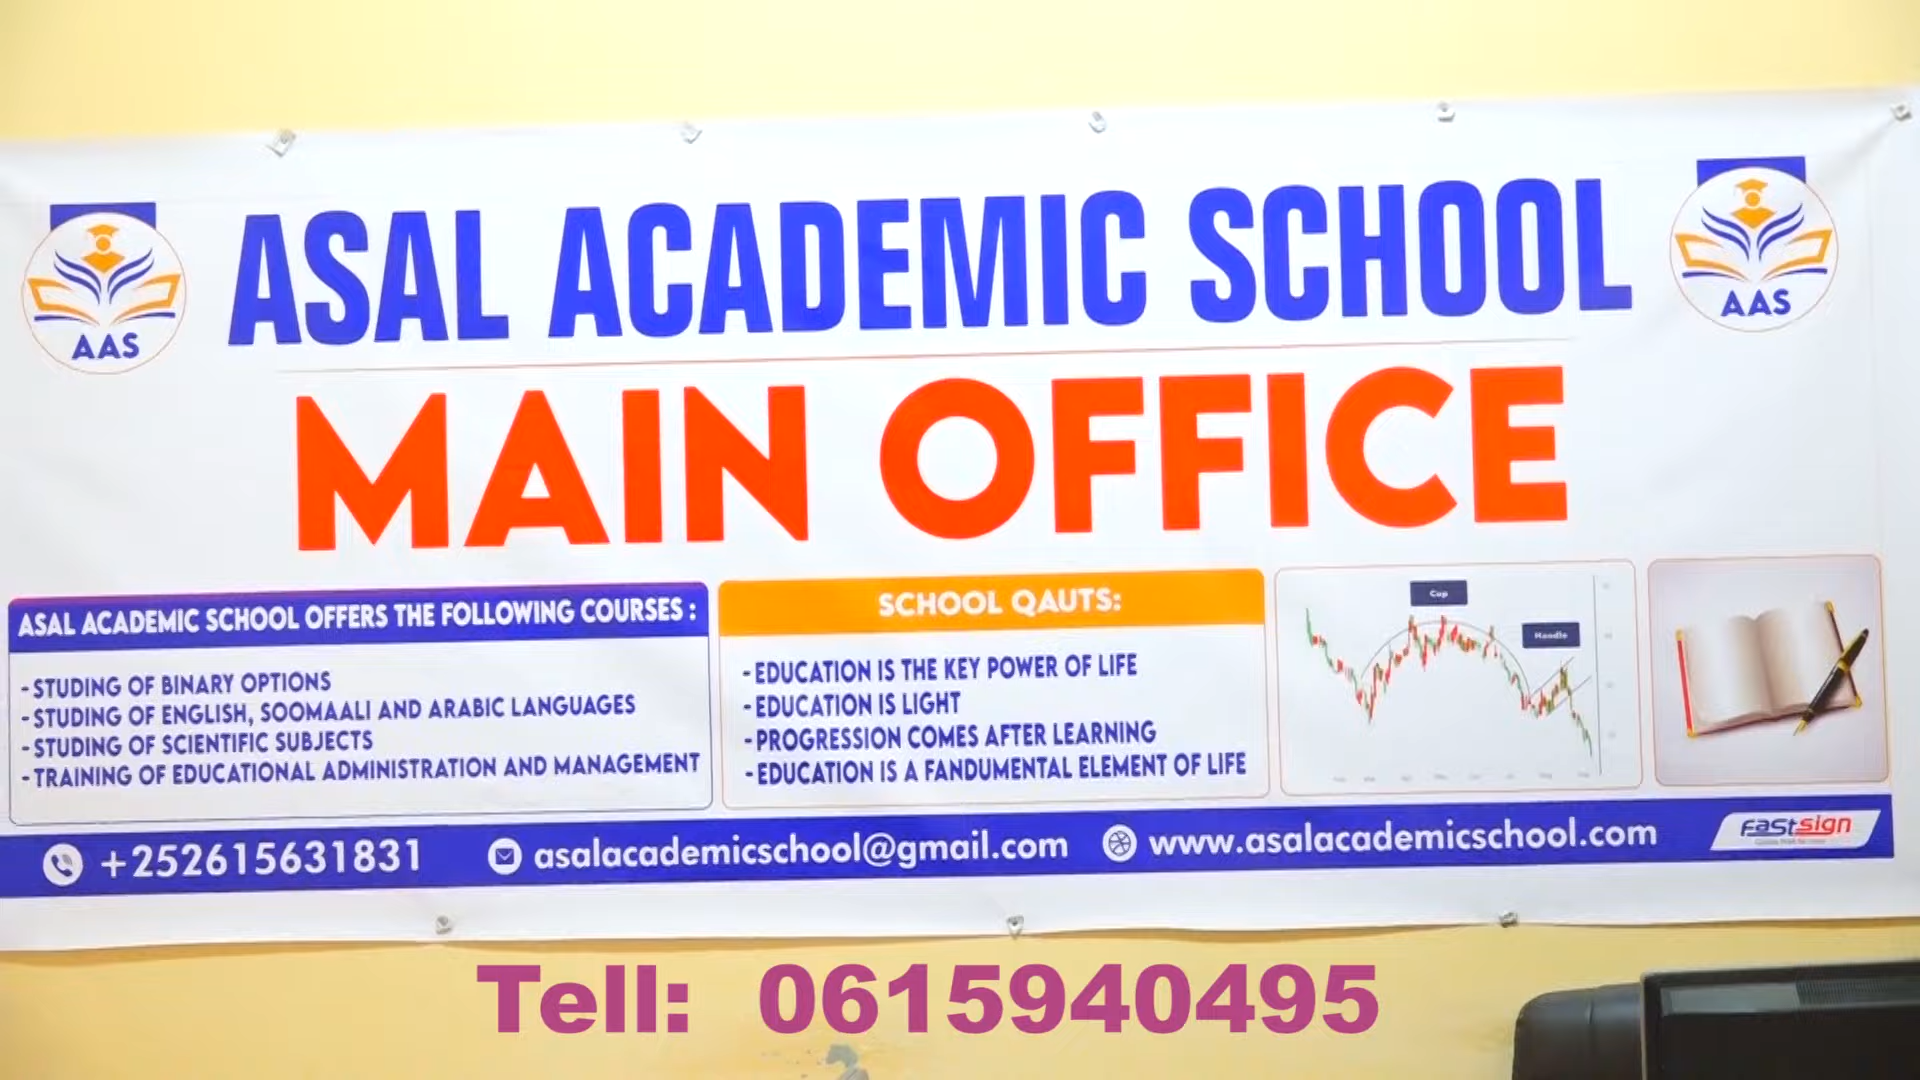 ASAL ACADEMIC SCHOOL
AAS
AAS
MAIN OFFICE
ASAL ACADEMIC SCHOOL OFFERS THE FOLLOWING COURSES :
- STUDING OF BINARY OPTIONS
- STUDING OF ENGLISH, SOOMAALI AND ARABIC LANGUAGES
- STUDING OF SCIENTIFIC SUBJECTS
- TRAINING OF EDUCATIONAL ADMINISTRATION AND MANAGEMENT
SCHOOL QAUTS:
- EDUCATION IS THE KEY POWER OF LIFE
- EDUCATION IS LIGHT
- PROGRESSION COMES AFTER LEARNING
- EDUCATION IS A FANDUMENTAL ELEMENT OF LIFE
Cup
Handle
+252615631831
asalacademicschool@gmail.com
www.asalacademicschool.com
Fastsign
Tell: 0615940495